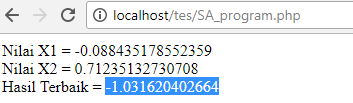 localhost/tes/SA_program.php
Nilai X1 = -0.088435178552359
Nilai X2 = 0.71235132730708
Hasil Terbaik = -1.031620402664